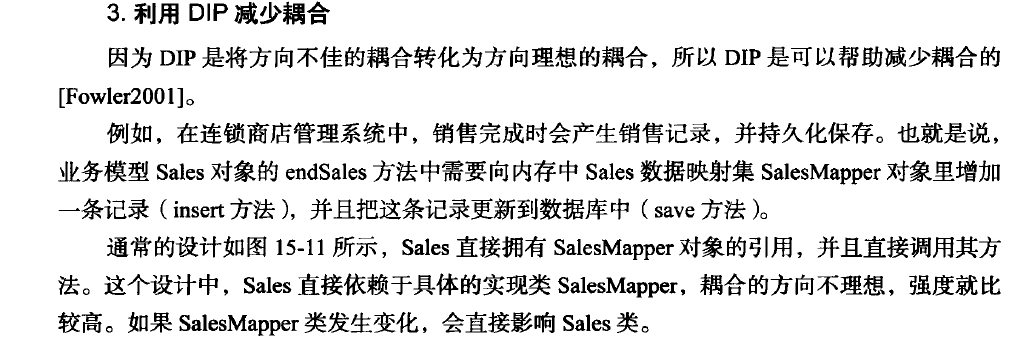 3. 利用 DIP 减少耦合
因为 DIP 是将方向不佳的耦合转化为方向理想的耦合，所以 DIP 是可以帮助减少耦合的
[Fowler2001]。
例如，在连锁商店管理系统中，销售完成时会产生销售记录，并持久化保存。也就是说，
业务模型 Sales 对象的 endSales 方法中需要向内存中 Sales 数据映射集 SalesMapper 对象里增加
一条记录（insert 方法），并且把这条记录更新到数据库中（save 方法）。
通常的设计如图 15-11 所示，Sales 直接拥有 SalesMapper 对象的引用，并且直接调用其方
法。这个设计中，Sales 直接依赖于具体的实现类 SalesMapper，耦合的方向不理想，强度就比
较高。如果 SalesMapper 类发生变化，会直接影响 Sales 类。